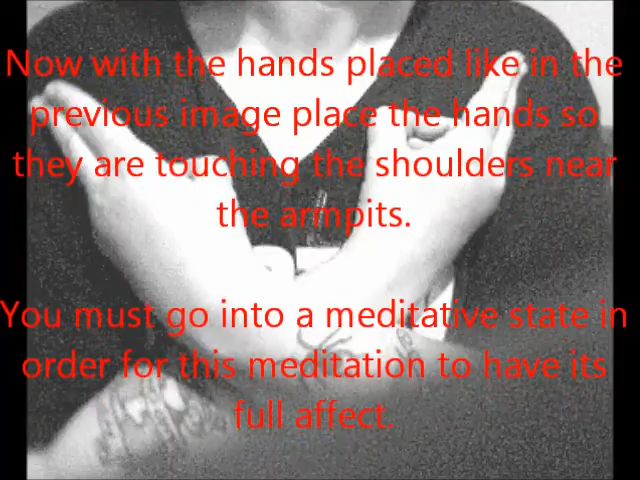 Now with the hands placed like in the
previous image place the hands so
they are touching the shoulders near
the armpits.
You must go into a meditative state in
order for this meditation to have its
full affect.